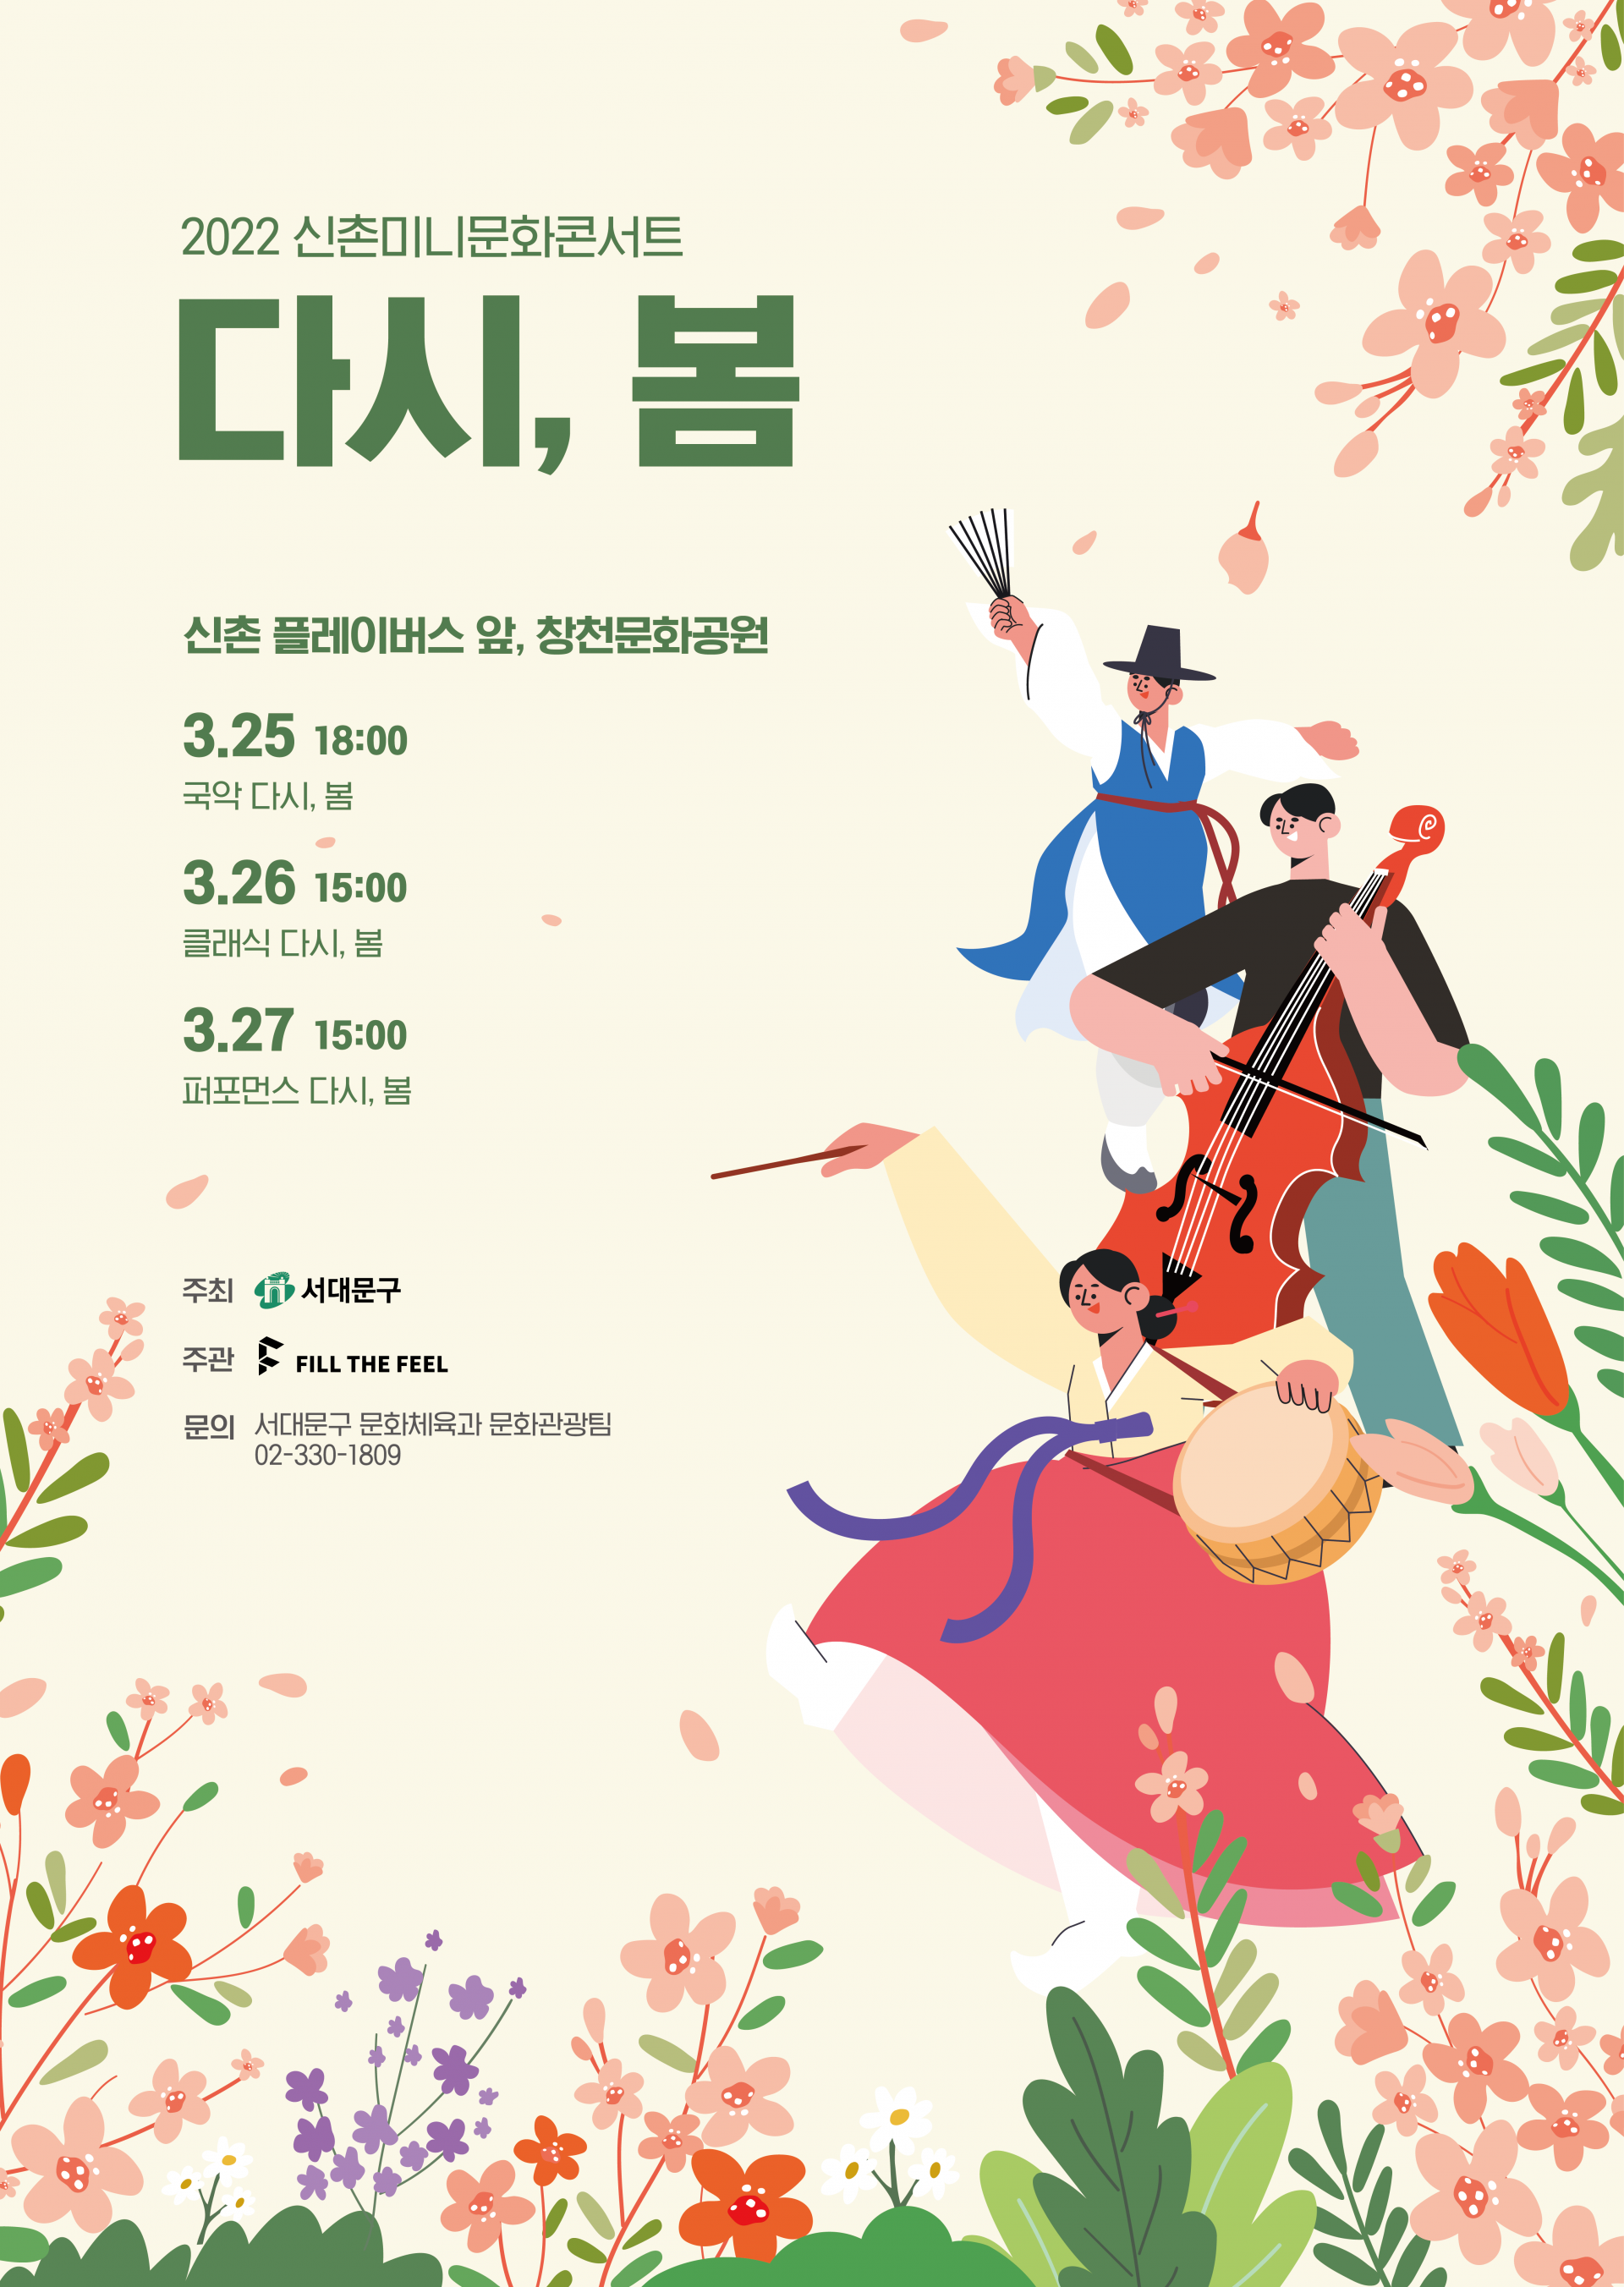 2022 신촌미니문화콘서트
다시, 봄
신촌 플레이버스 앞, 창천문화공원
3.25 18:00
국악 다시, 봄
3.26 15:00
클래식 다시, 봄
3.27 15:00
퍼포먼스 다시, 봄
주최 서대문구
주관 FILL THE FEEL
문의 서대문구 문화체육과 문화관광팀
02-330-1809